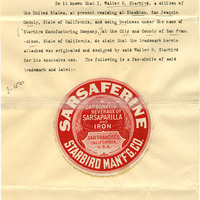 Be it known that I, Walter R. Starbird, a citizen of
the United States, at present residing at Stockton, San Joaquin
County, State of California, and doing business under the name of
"Starbird Manufacturing Company, at the City and County of San Fran-
cisco, State of California, do claim that the trademark hereto
attached was originated and designed by said Walter R. Starbird
for his exclusive use. The following is a fac-simile of said
trademark and label:-
SARSAFERINE
CARBONATED
BEVERAGE OF
SARSAPARILLA
AND
IRON
SAN FRANCISCO
CALIFORNIA
U.S.A.
STARBIRD MAN'F'G CO.